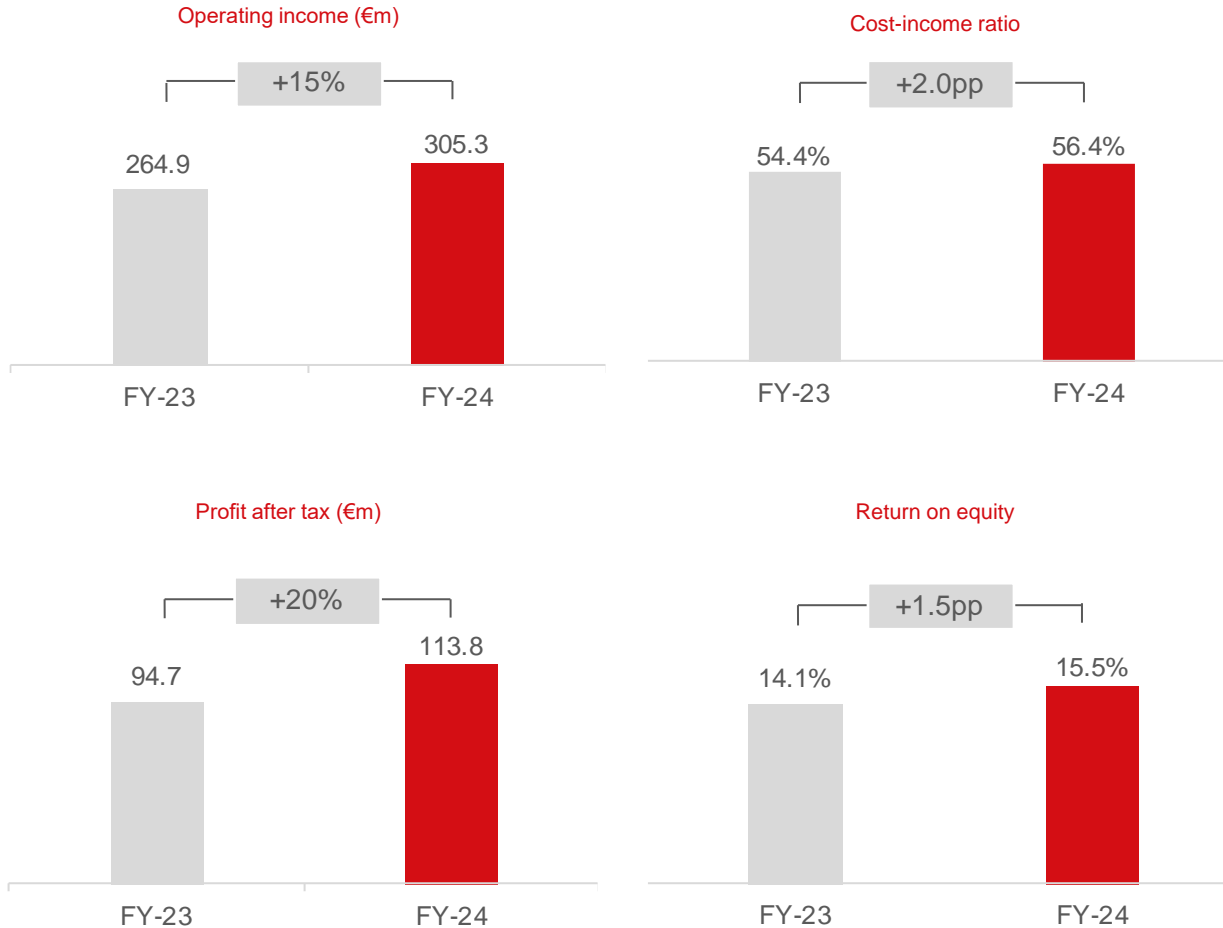 Operating income (€m)
+15%
264.9
305.3
FY-23
FY-24
Cost-income ratio
+2.0pp
54.4%
56.4%
FY-23
FY-24
Profit after tax (€m)
+20%
94.7
113.8
FY-23
FY-24
Return on equity
+1.5pp
14.1%
15.5%
FY-23
FY-24